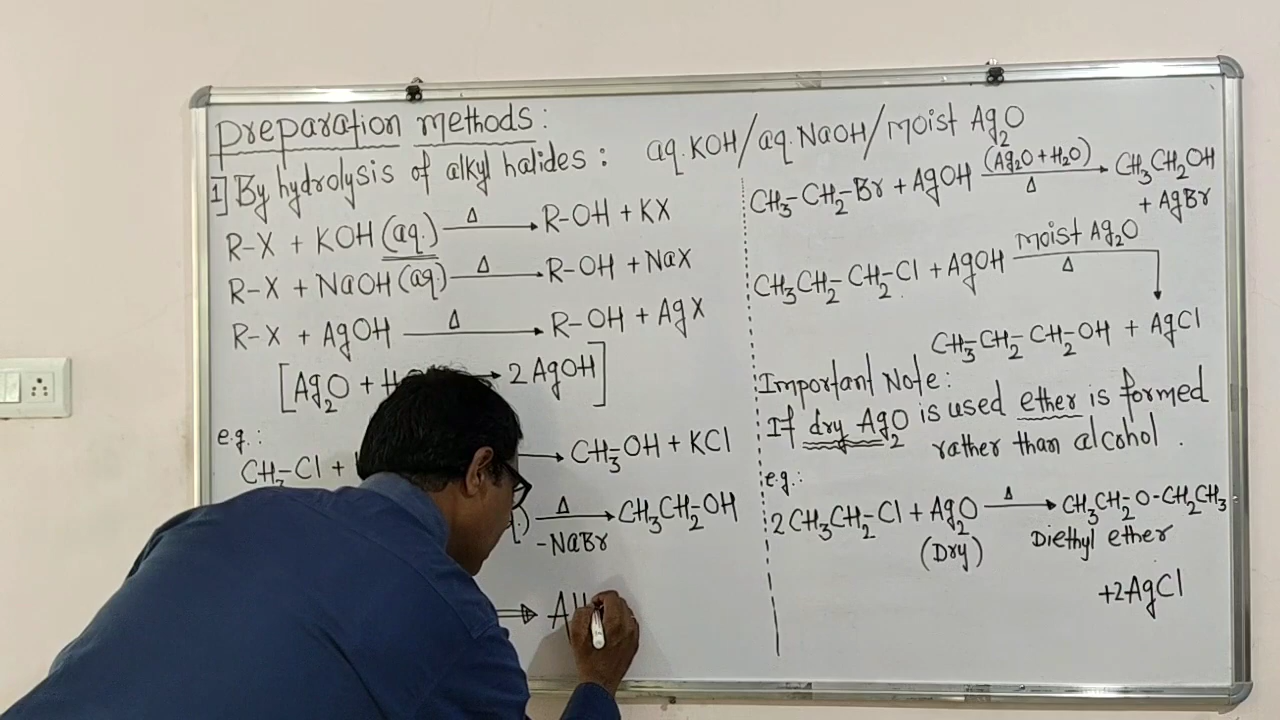 Preparation methods:
1] By hydrolysis of alkyl halides: aq.KOH/aq.NaOH/moist Ag2O
R-X + KOH (aq.) —Δ→ R-OH + KX
R-X + NaOH (aq.) —Δ→ R-OH + NaX
R-X + AgOH —Δ→ R-OH + AgX
[Ag2O + → 2 AgOH]
e.g.:
CH3-Cl + → CH3-OH + KCl
—Δ→ CH3CH2-OH
-NaBr
⇒
CH3-CH2-Br + AgOH —(Ag2O + H2O) Δ→ CH3CH2OH
+ AgBr
CH3CH2-CH2-Cl + AgOH —moist Ag2O Δ→
CH3-CH2-CH2-OH + AgCl
Important Note:
If dry Ag2O is used ether is formed
rather than alcohol.
e.g.:
2CH3CH2-Cl + Ag2O —Δ→ CH3CH2-O-CH2CH3
(Dry) Diethyl ether
+2AgCl